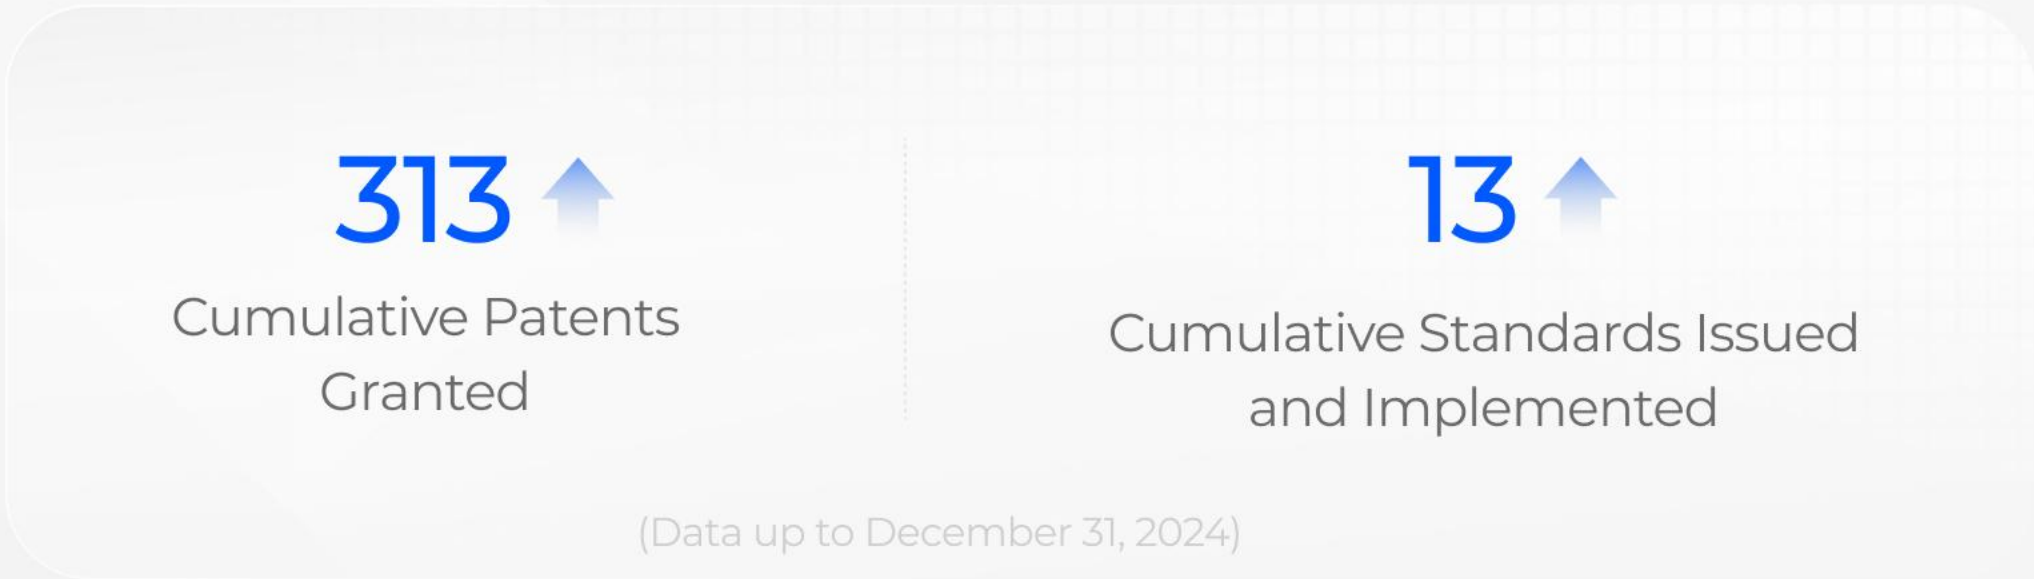 313
Cumulative Patents
Granted
13
Cumulative Standards Issued
and Implemented
(Data up to December 31, 2024)